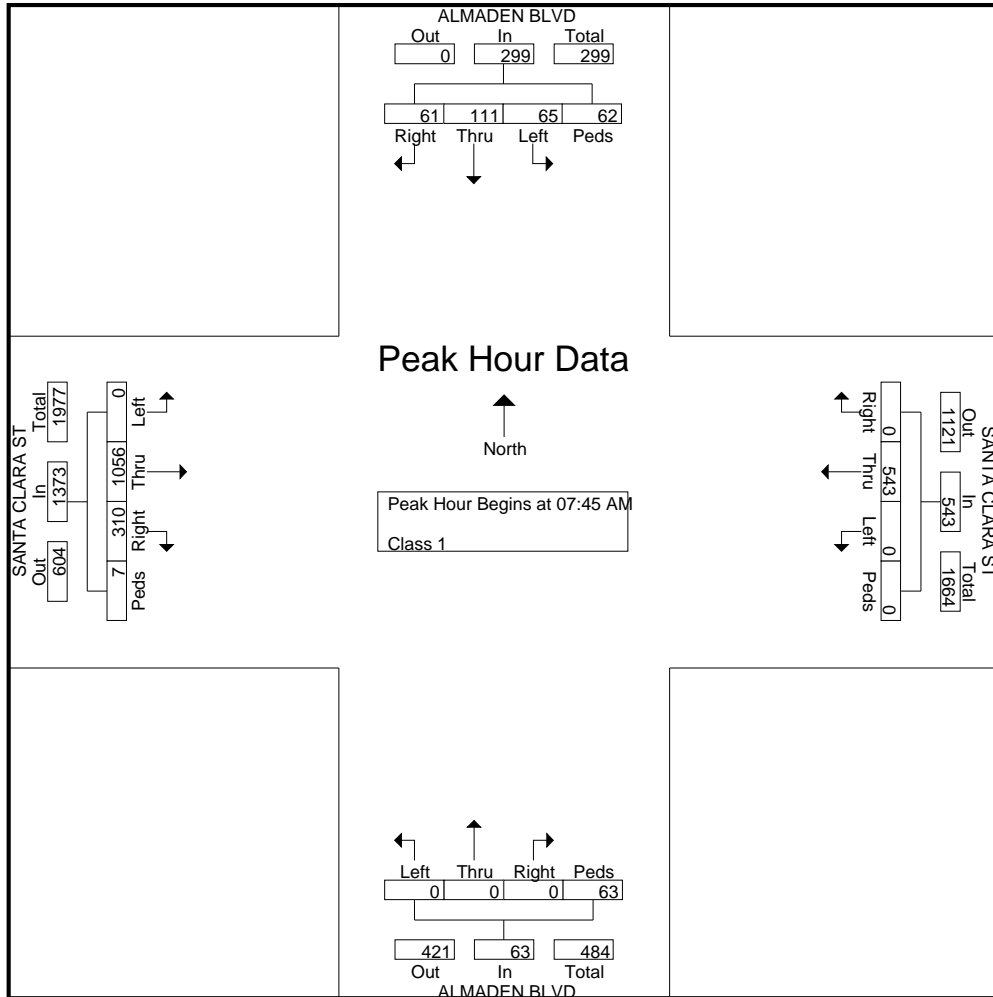 ALMADEN BLVD
Out In Total
0 299 299
61 111 65 62
Right Thru Left Peds
Peak Hour Data
North
Peak Hour Begins at 07:45 AM
Class 1
SANTA CLARA ST
Total In Out
1977 1373 604
0 1056 310 7
Left Thru Right Peds
SANTA CLARA ST
Out In Total
1121 543 1664
0 543 0 0
Right Thru Left Peds
Left Thru Right Peds
0 0 0 63
421 63 484
Out In Total
ALMADEN BLVD